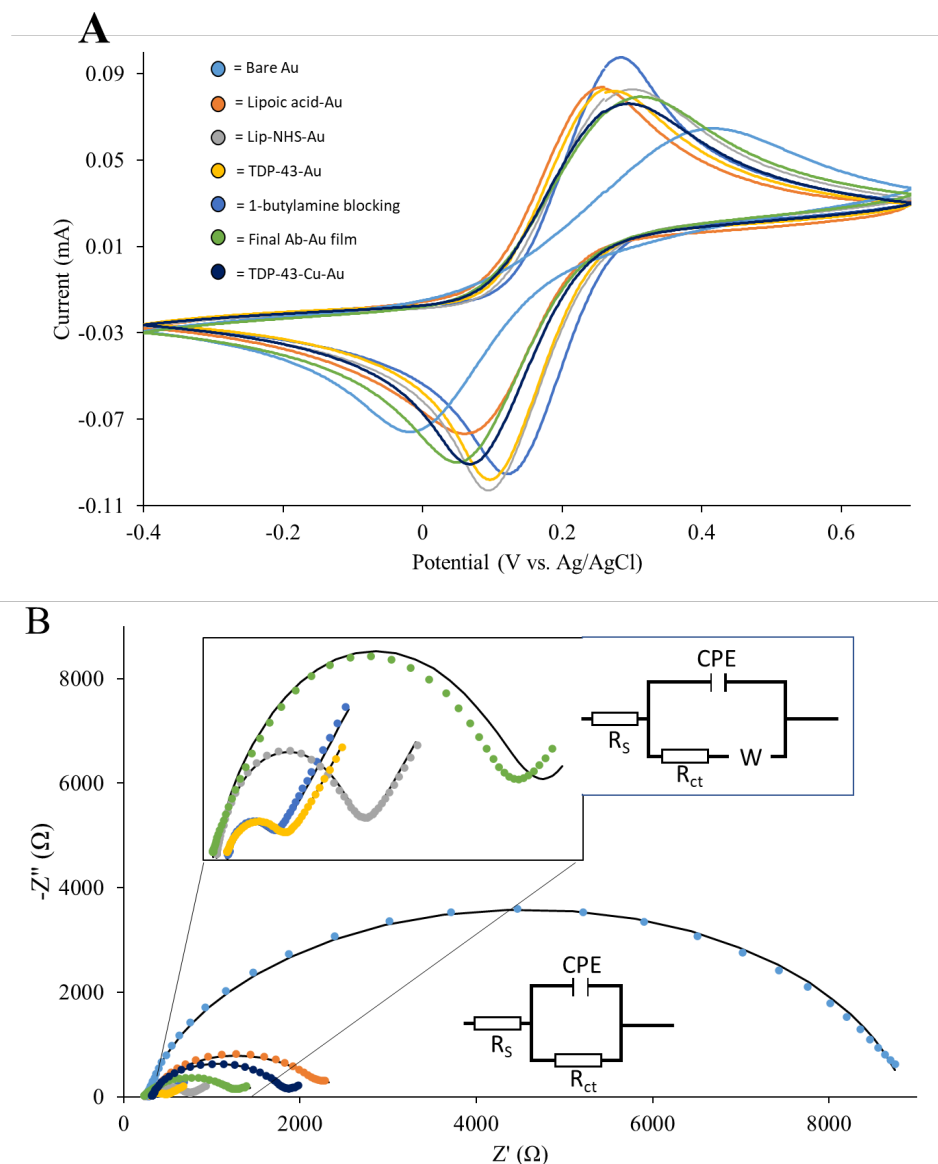 A
0.09
0.05
0.01
-0.03
-0.07
-0.11
Current (mA)
= Bare Au
= Lipoic acid-Au
= Lip-NHS-Au
= TDP-43-Au
= 1-butylamine blocking
= Final Ab-Au film
= TDP-43-Cu-Au
-0.4
-0.2
0
0.2
0.4
0.6
Potential (V vs. Ag/AgCl)
B
8000
6000
4000
2000
0
-Z'' (Ω)
CPE
Rs
Rct
W
CPE
Rs
Rct
0
2000
4000
6000
8000
Z' (Ω)